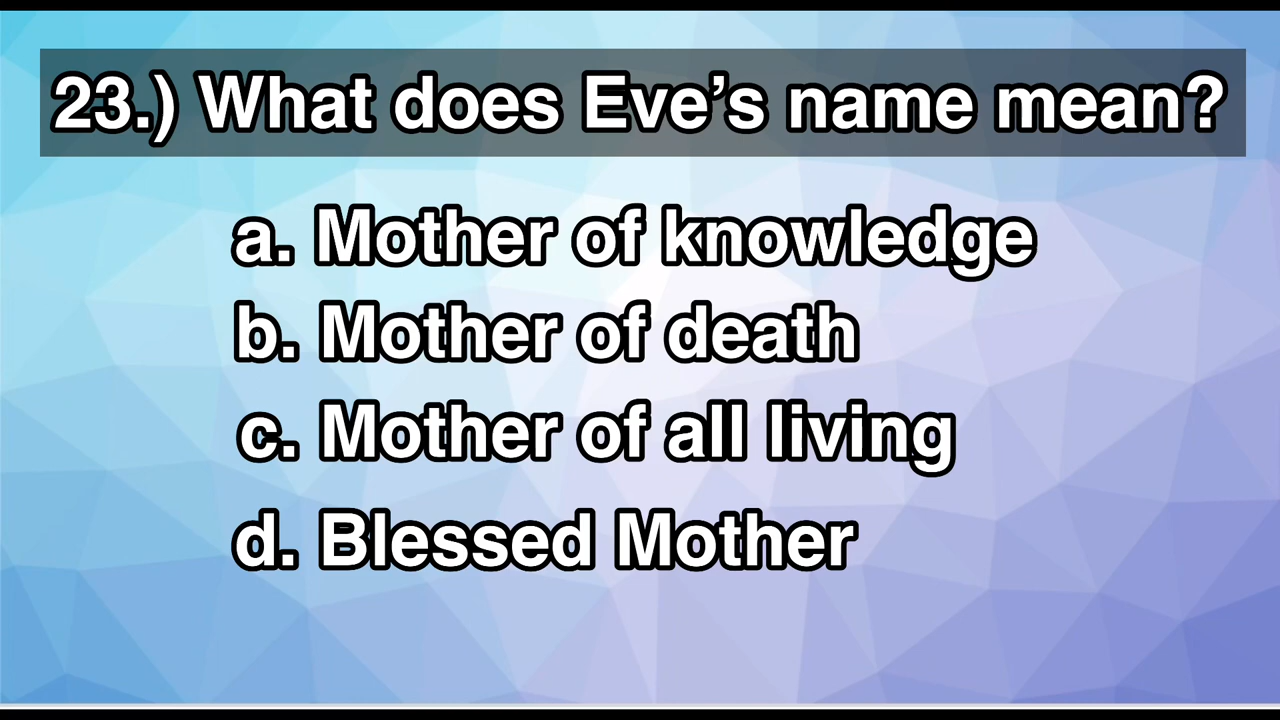 23.) What does Eve’s name mean?
a. Mother of knowledge
b. Mother of death
c. Mother of all living
d. Blessed Mother